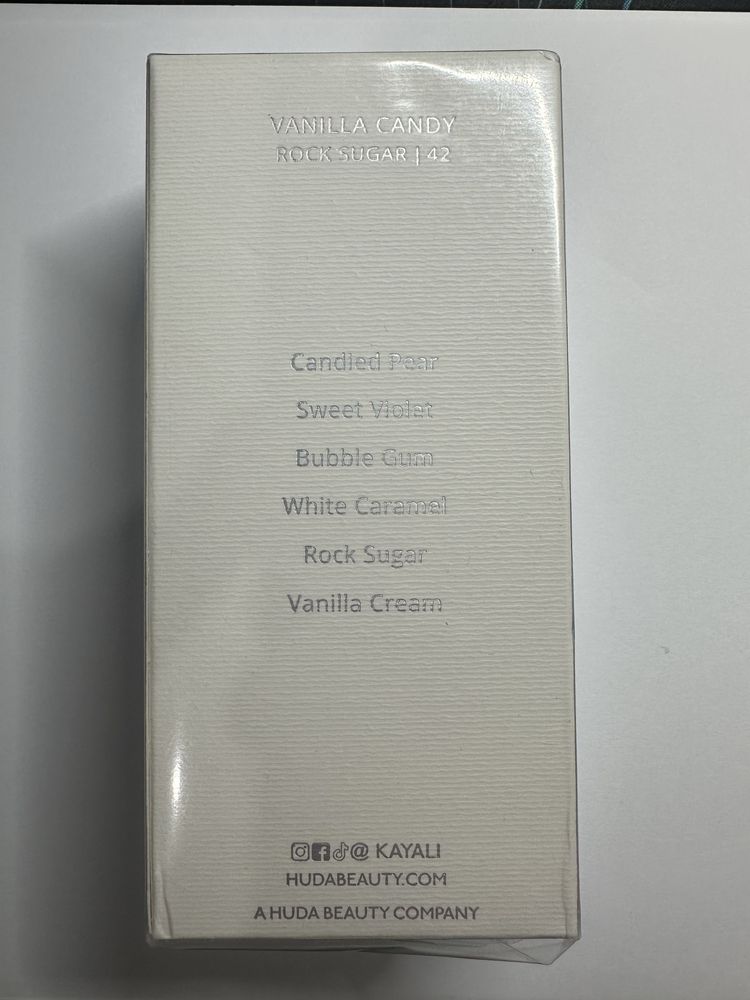 VANILLA CANDY
ROCK SUGAR | 42
Candied Pear
Sweet Violet
Bubble Gum
White Caramel
Rock Sugar
Vanilla Cream
@ KAYALI
HUDABEAUTY.COM
A HUDA BEAUTY COMPANY